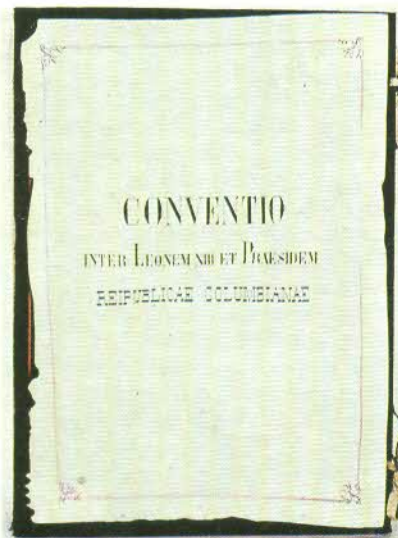 CONVENTIO
INTER LEONEM XIII ET PRAESIDEM
REIPUBLICAE COLUMBIANAE